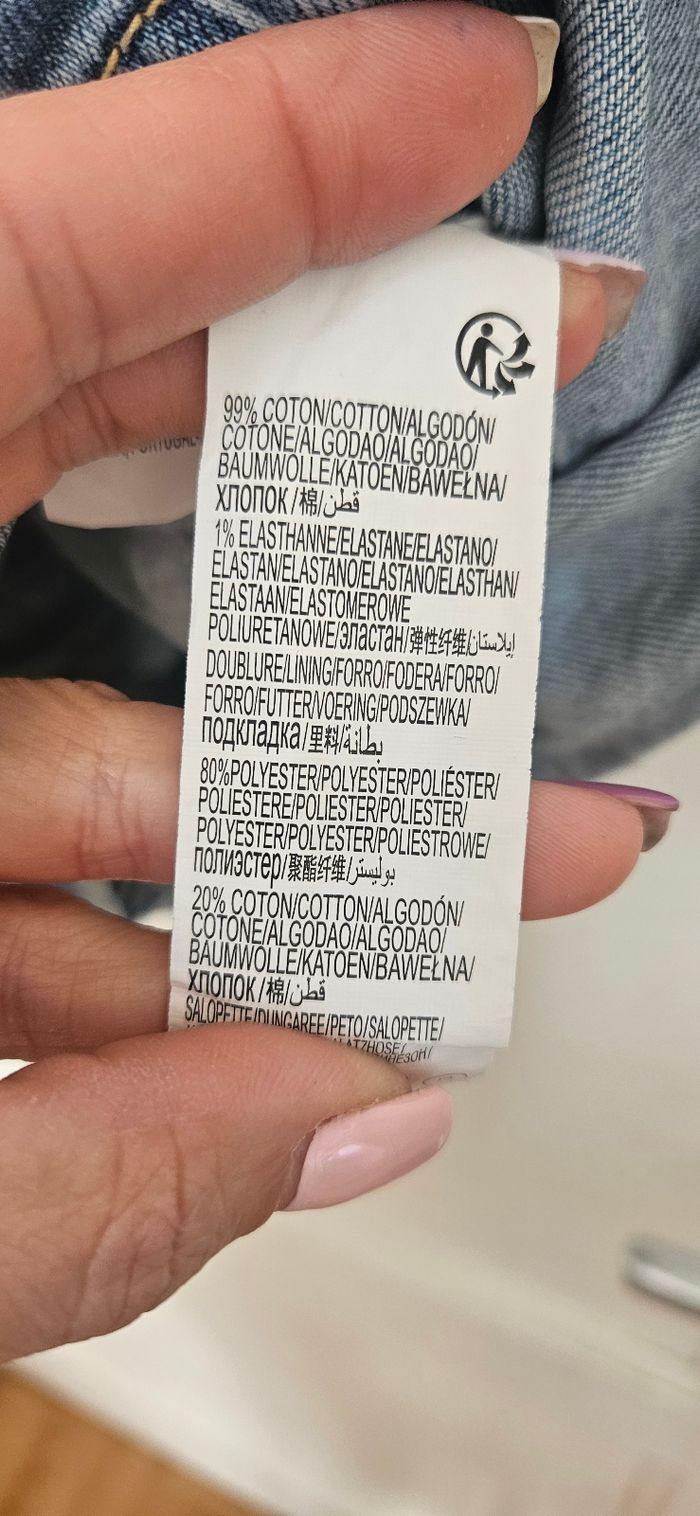 PORTUGAL
99% COTON/COTTON/ALGODÓN/
COTONE/ALGODAO/ALGODAO/
BAUMWOLLE/KATOEN/BAWEŁNA/
ХЛОПОК/棉/قطن
1% ELASTHANNE/ELASTANE/ELASTANO/
ELASTAN/ELASTANO/ELASTANO/ELASTHAN/
ELASTAAN/ELASTOMEROWE
POLIURETANOWE/эластан/弹性纤维/إيلاستان
DOUBLURE/LINING/FORRO/FODERA/FORRO/
FORRO/FUTTER/VOERING/PODSZEWKA/
подкладка/里料/بطانة
80%POLYESTER/POLYESTER/POLIÉSTER/
POLIESTERE/POLIESTER/POLIESTER/
POLYESTER/POLYESTER/POLIESTROWE/
полиэстер/聚酯纤维/بوليستر
20% COTON/COTTON/ALGODÓN/
COTONE/ALGODAO/ALGODAO/
BAUMWOLLE/KATOEN/BAWEŁNA/
ХЛОПОК/棉/قطن
SALOPETTE/DUNGAREE/PETO/SALOPETTE/